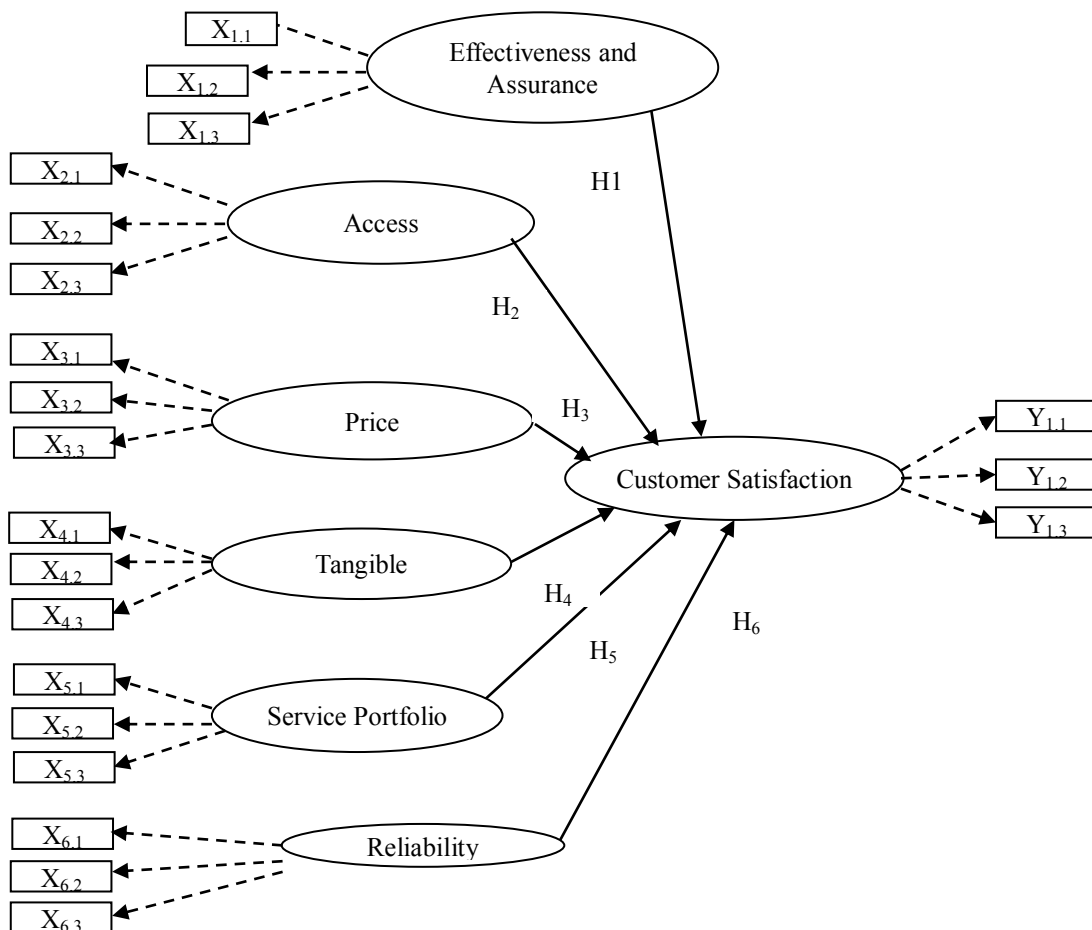 X1.1
Effectiveness and
Assurance
X1.2
X1.3
H1
X2.1
X2.2
X2.3
Access
H2
X3.1
X3.2
X3.3
Price
H3
Customer Satisfaction
Y1.1
Y1.2
Y1.3
X4.1
X4.2
X4.3
Tangible
H4
H5
H6
X5.1
X5.2
X5.3
Service Portfolio
X6.1
X6.2
X6.3
Reliability